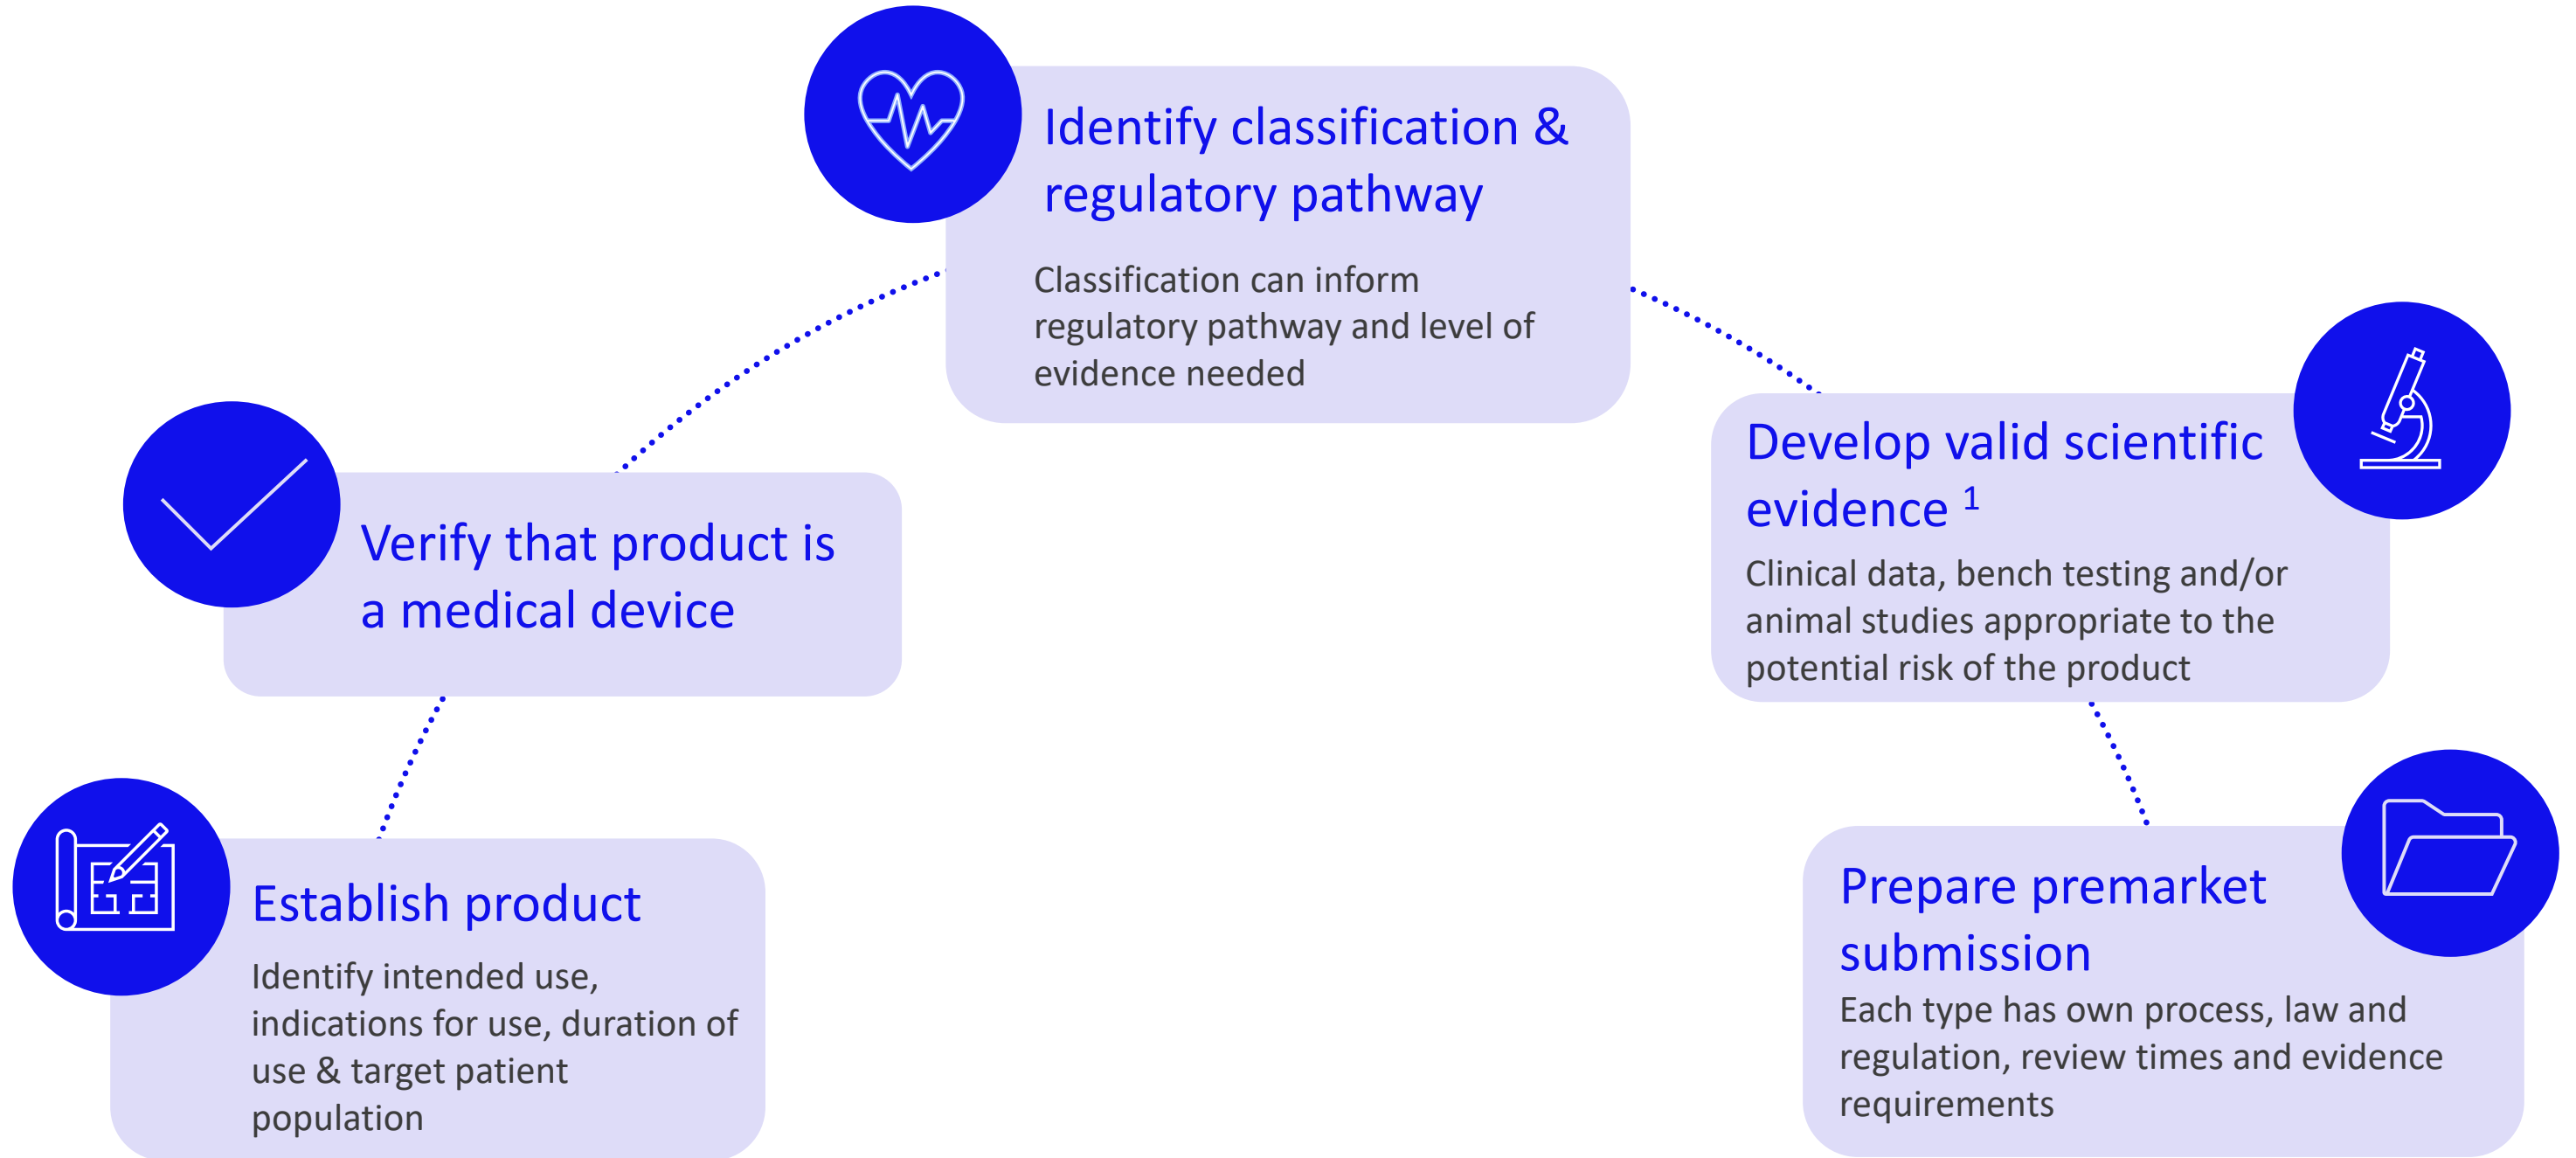 Identify classification &
regulatory pathway
Classification can inform
regulatory pathway and level of
evidence needed
Develop valid scientific
evidence 1
Clinical data, bench testing and/or
animal studies appropriate to the
potential risk of the product
Verify that product is
a medical device
Establish product
Identify intended use,
indications for use, duration of
use & target patient
population
Prepare premarket
submission
Each type has own process, law and
regulation, review times and evidence
requirements